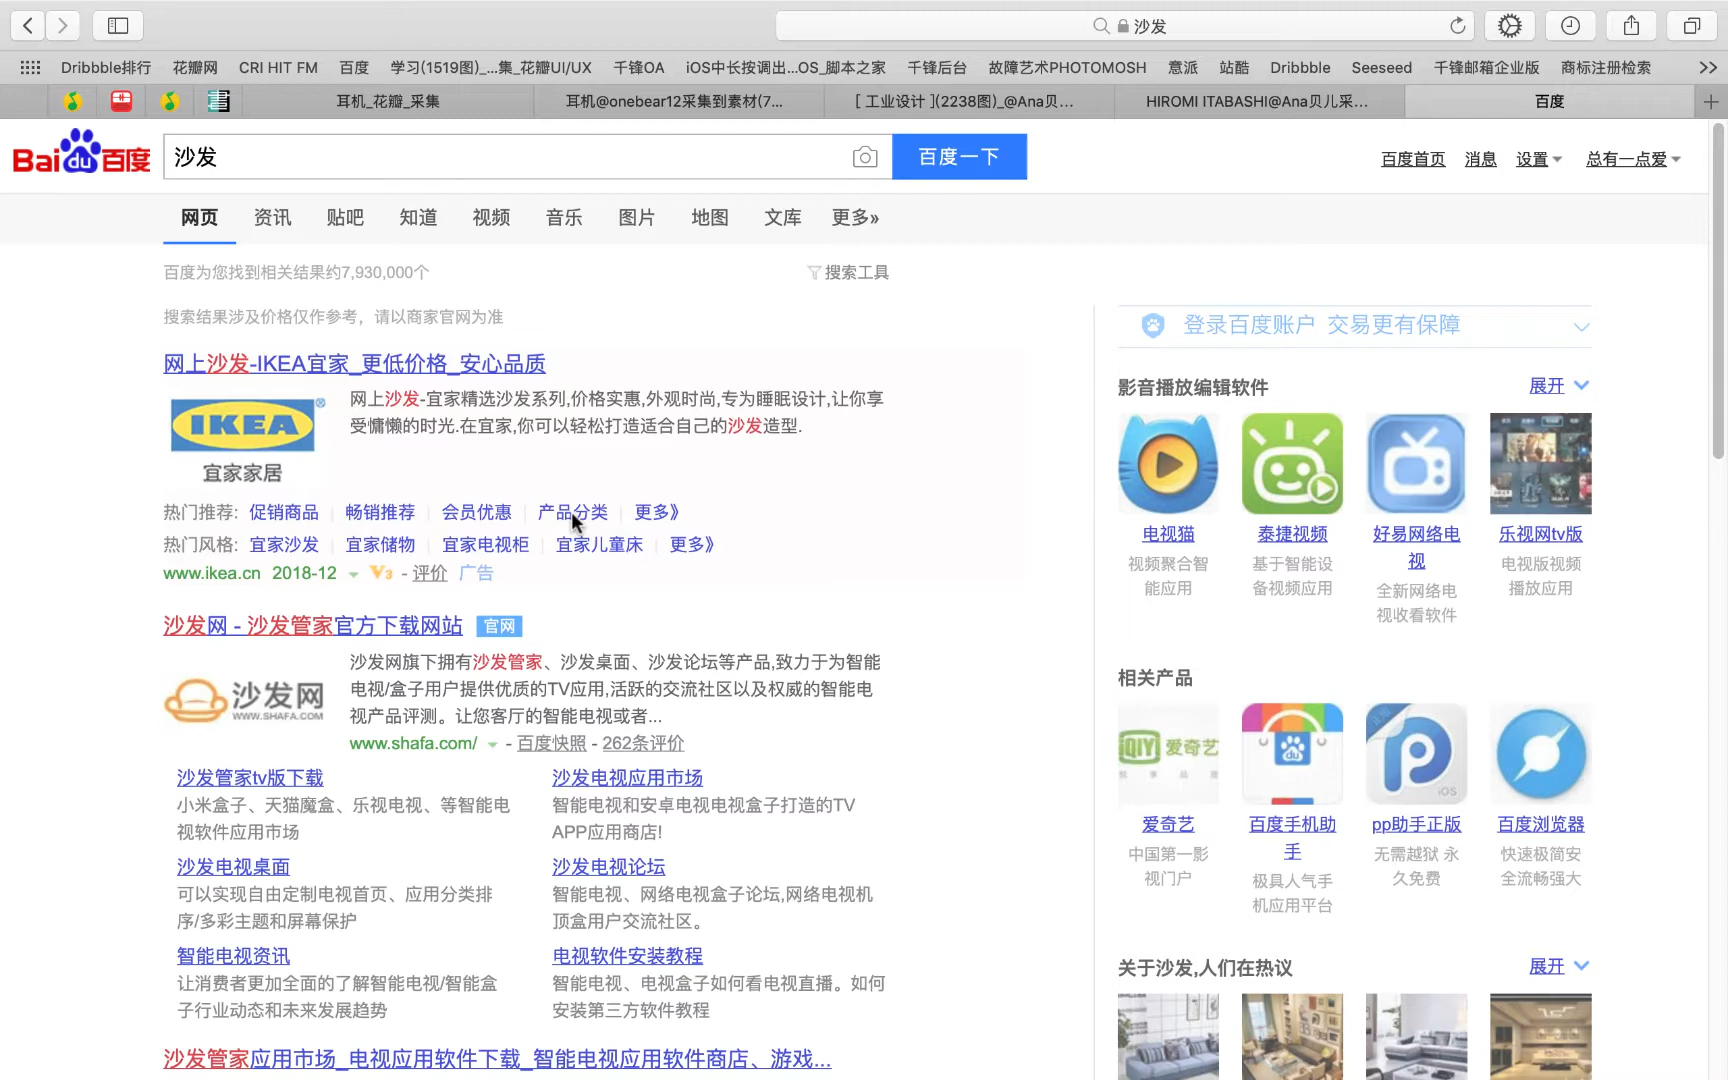 沙发
Dribbble排行 花瓣网 CRI HIT FM 百度 学习(1519图)_...集_花瓣UI/UX 千锋OA iOS中长按调出...OS_脚本之家 千锋后台 故障艺术PHOTOMOSH 意派 站酷 Dribbble Seeseed 千锋邮箱企业版 商标注册检索
耳机_花瓣_采集 耳机@onebear12采集到素材(7... [ 工业设计 ](2238图)_@Ana贝... HIROMI ITABASHI@Ana贝儿采... 百度
Bai du 百度 沙发 百度一下 百度首页 消息 设置 总有一点爱
网页 资讯 贴吧 知道 视频 音乐 图片 地图 文库 更多»
百度为您找到相关结果约7,930,000个 搜索工具
搜索结果涉及价格仅作参考，请以商家官网为准
网上沙发-IKEA宜家_更低价格_安心品质
IKEA®
宜家家居
网上沙发-宜家精选沙发系列,价格实惠,外观时尚,专为睡眠设计,让你享
受慵懒的时光.在宜家,你可以轻松打造适合自己的沙发造型.
热门推荐: 促销商品 畅销推荐 会员优惠 产品分类 更多》
热门风格: 宜家沙发 宜家储物 宜家电视柜 宜家儿童床 更多》
www.ikea.cn 2018-12 V3 - 评价 广告
沙发网 - 沙发管家官方下载网站 官网
沙发网
WWW.SHAFA.COM
沙发网旗下拥有沙发管家、沙发桌面、沙发论坛等产品,致力于为智能
电视/盒子用户提供优质的TV应用,活跃的交流社区以及权威的智能电
视产品评测。让您客厅的智能电视或者...
www.shafa.com/ - 百度快照 - 262条评价
沙发管家tv版下载
小米盒子、天猫魔盒、乐视电视、等智能电
视软件应用市场
沙发电视应用市场
智能电视和安卓电视电视盒子打造的TV
APP应用商店!
沙发电视桌面
可以实现自由定制电视首页、应用分类排
序/多彩主题和屏幕保护
沙发电视论坛
智能电视、网络电视盒子论坛,网络电视机
顶盒用户交流社区。
智能电视资讯
让消费者更加全面的了解智能电视/智能盒
子行业动态和未来发展趋势
电视软件安装教程
智能电视、电视盒子如何看电视直播。如何
安装第三方软件教程
沙发管家应用市场_电视应用软件下载_智能电视应用软件商店、游戏...
登录百度账户 交易更有保障
影音播放编辑软件 展开
电视猫
视频聚合智
能应用
泰捷视频
基于智能设
备视频应用
好易网络电
视
全新网络电
视收看软件
乐视网tv版
电视版视频
播放应用
相关产品
iQIY 爱奇艺
iOS
爱奇艺
中国第一影
视门户
百度手机助
手
极具人气手
机应用平台
pp助手正版
无需越狱 永
久免费
百度浏览器
快速极简安
全流畅强大
关于沙发,人们在热议 展开